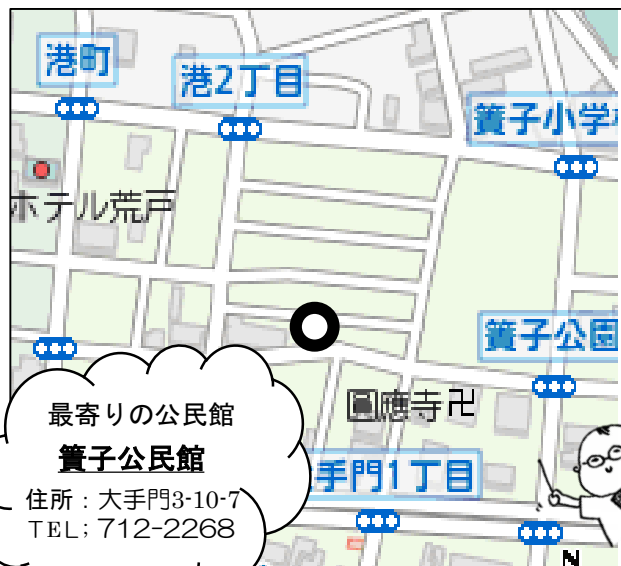 港町
港2丁目
簀子小学校
ホテル荒戸
簀子公園
圓應寺卍
手門1丁目
最寄りの公民館
簀子公民館
住所：大手門3-10-7
TEL; 712-2268
N